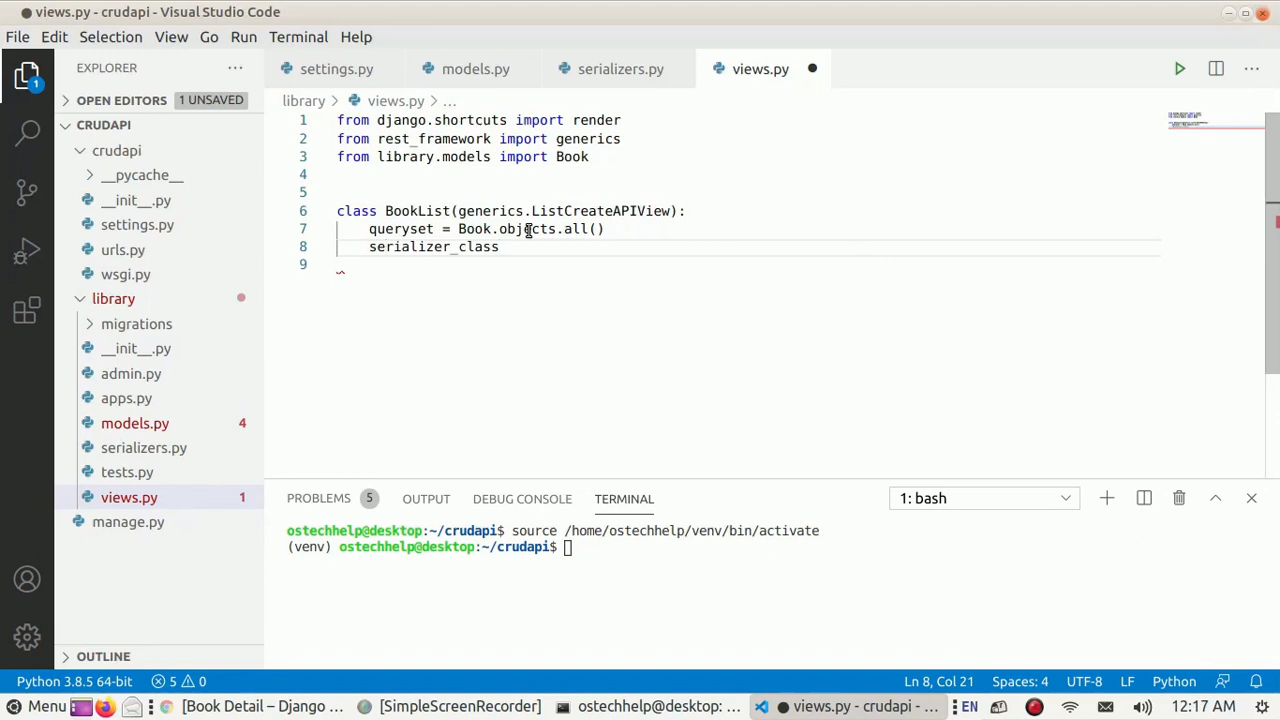 views.py - crudapi - Visual Studio Code
File Edit Selection View Go Run Terminal Help
EXPLORER
settings.py models.py serializers.py views.py
OPEN EDITORS 1 UNSAVED
library views.py ...
CRUDAPI
crudapi
__pycache__
__init__.py
settings.py
urls.py
wsgi.py
library
migrations
__init__.py
admin.py
apps.py
models.py 4
serializers.py
tests.py
views.py 1
manage.py
OUTLINE
1 from django.shortcuts import render
2 from rest_framework import generics
3 from library.models import Book
4
5
6 class BookList(generics.ListCreateAPIView):
7 queryset = Book.objects.all()
8 serializer_class
9
PROBLEMS 5 OUTPUT DEBUG CONSOLE TERMINAL 1: bash
ostechhelp@desktop:~/crudapi$ source /home/ostechhelp/venv/bin/activate
(venv) ostechhelp@desktop:~/crudapi$
1
Python 3.8.5 64-bit 5 0 Ln 8, Col 21 Spaces: 4 UTF-8 LF Python
Menu [Book Detail – Django ... [SimpleScreenRecorder] ostechhelp@desktop: ... views.py - crudapi - ... EN 12:17 AM